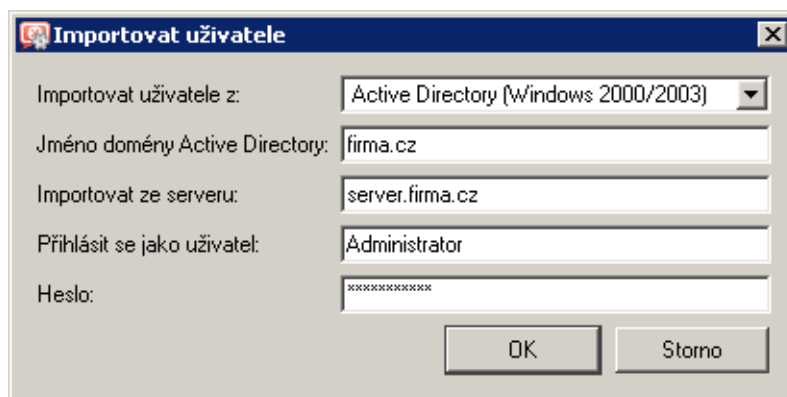 Importovat uživatele
Importovat uživatele z: Active Directory (Windows 2000/2003)
Jméno domény Active Directory: firma.cz
Importovat ze serveru: server.firma.cz
Přihlásit se jako uživatel: Administrator
Heslo: ***********
OK Storno